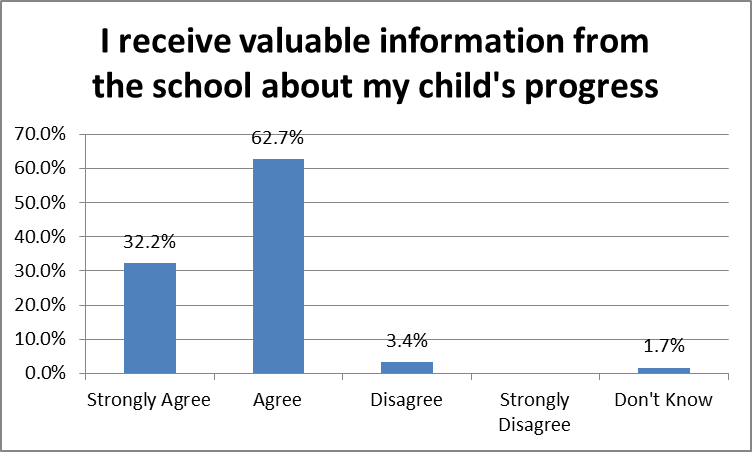 I receive valuable information from
the school about my child's progress
70.0%
60.0%
50.0%
40.0%
30.0%
20.0%
10.0%
0.0%
32.2%
62.7%
3.4%
1.7%
Strongly Agree
Agree
Disagree
Strongly
Disagree
Don't Know